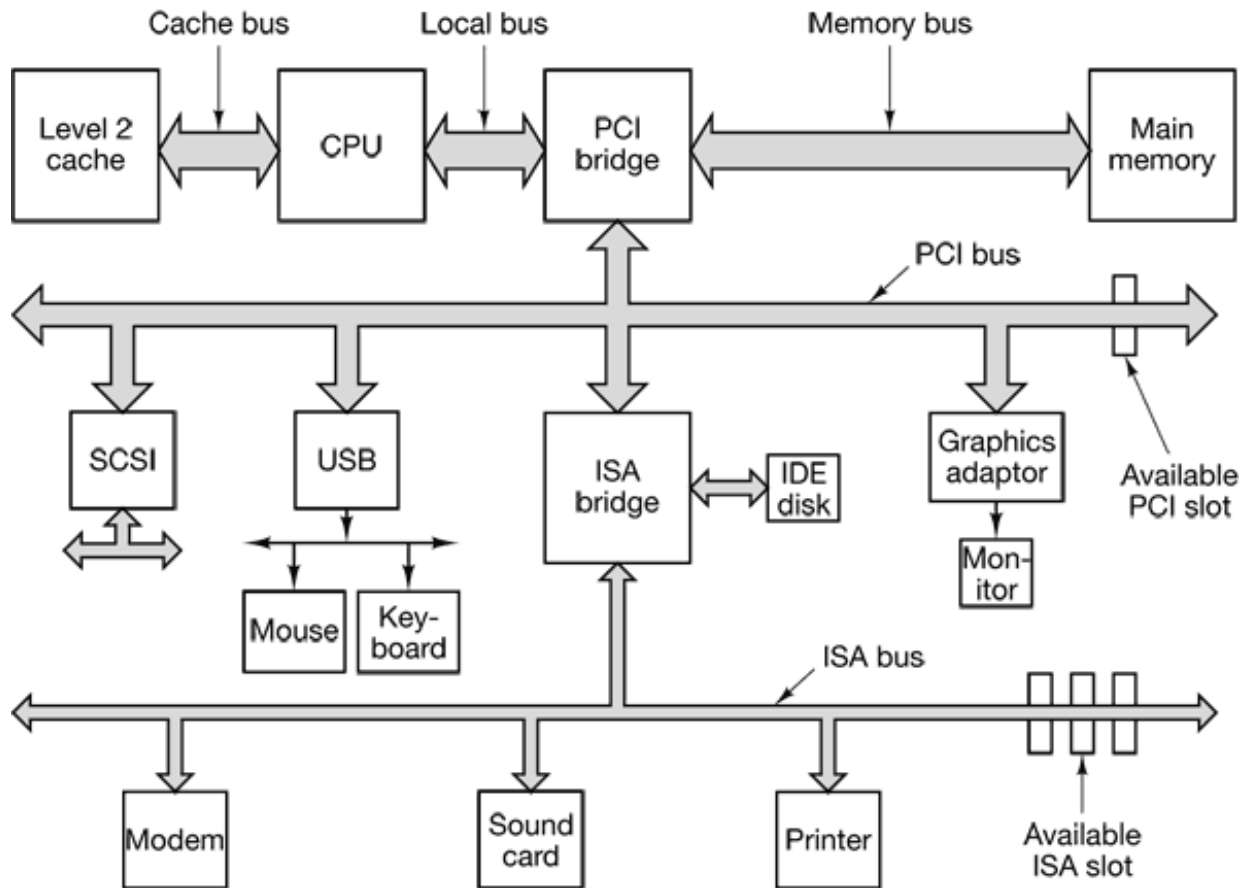 Cache bus
Local bus
Memory bus
Level 2
cache
CPU
PCI
bridge
Main
memory
PCI bus
SCSI
USB
ISA
bridge
IDE
disk
Graphics
adaptor
Available
PCI slot
Mon-
itor
Mouse
Key-
board
ISA bus
Modem
Sound
card
Printer
Available
ISA slot